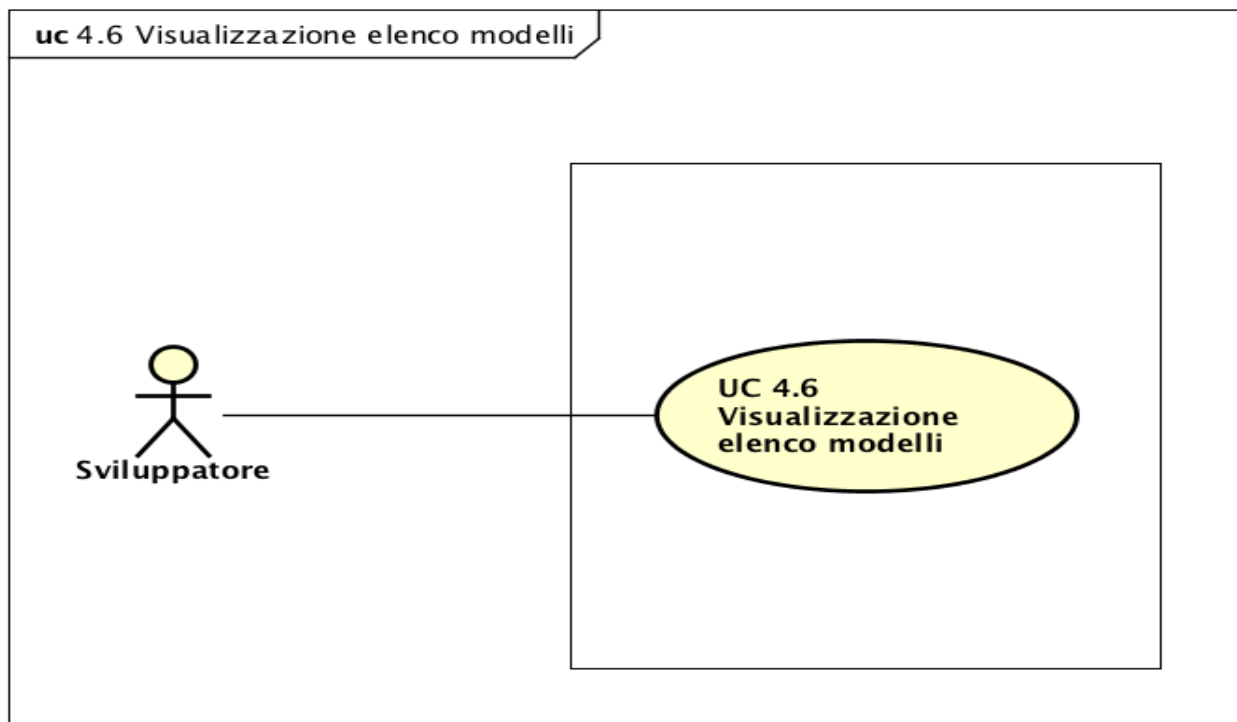 uc 4.6 Visualizzazione elenco modelli
UC 4.6
Visualizzazione
elenco modelli
Sviluppatore